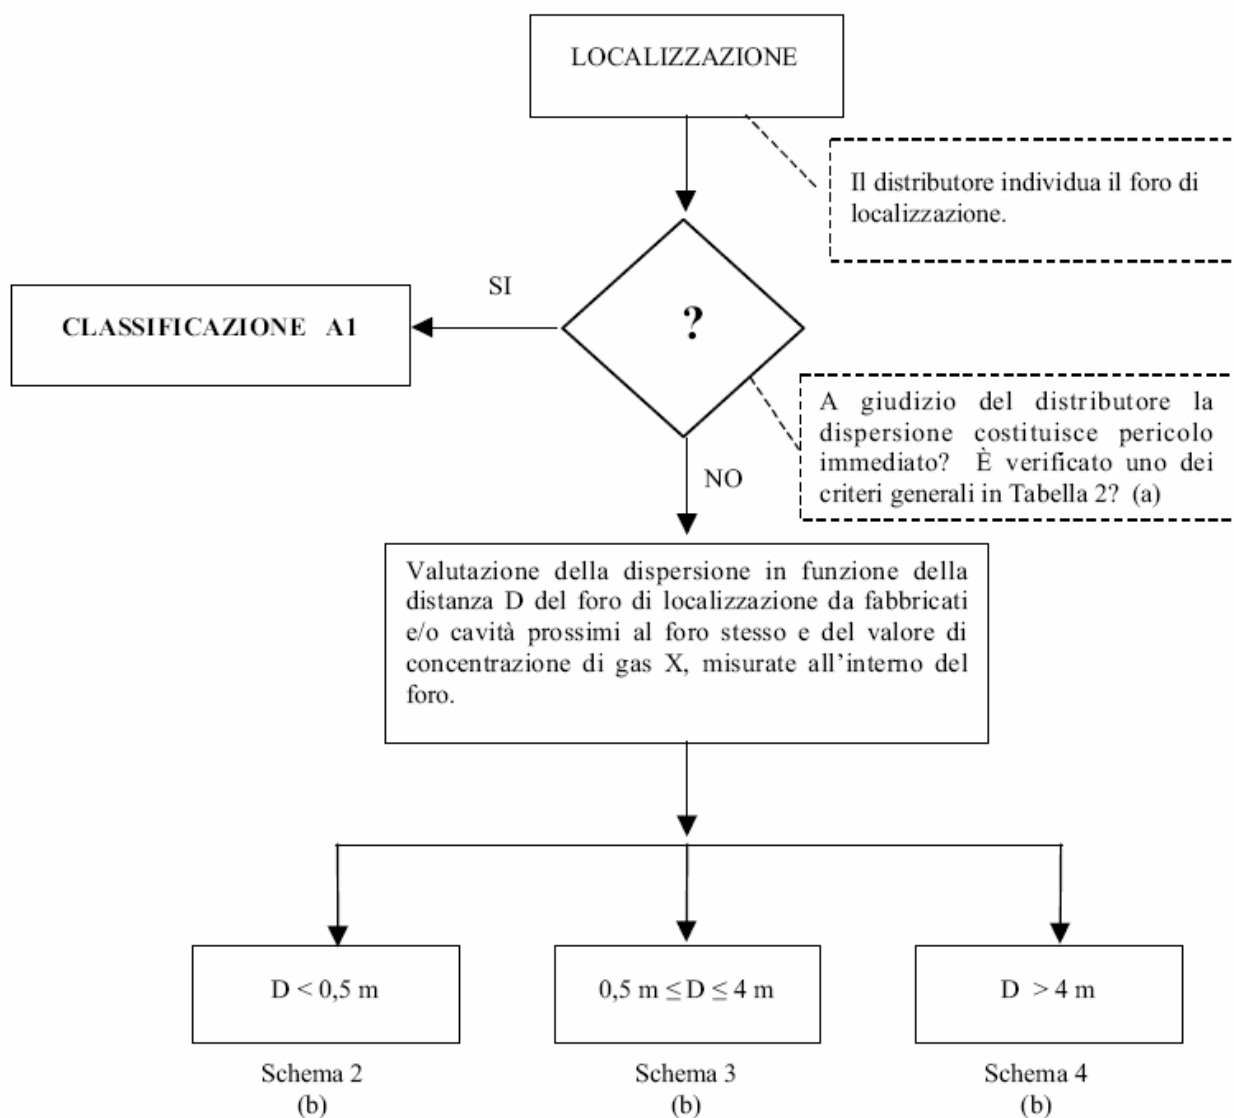 LOCALIZZAZIONE
Il distributore individua il foro di
localizzazione.
SI
?
CLASSIFICAZIONE A1
A giudizio del distributore la
dispersione costituisce pericolo
immediato? È verificato uno dei
criteri generali in Tabella 2? (a)
NO
Valutazione della dispersione in funzione della
distanza D del foro di localizzazione da fabbricati
e/o cavità prossimi al foro stesso e del valore di
concentrazione di gas X, misurate all’interno del
foro.
D < 0,5 m
0,5 m ≤ D ≤ 4 m
D > 4 m
Schema 2
(b)
Schema 3
(b)
Schema 4
(b)